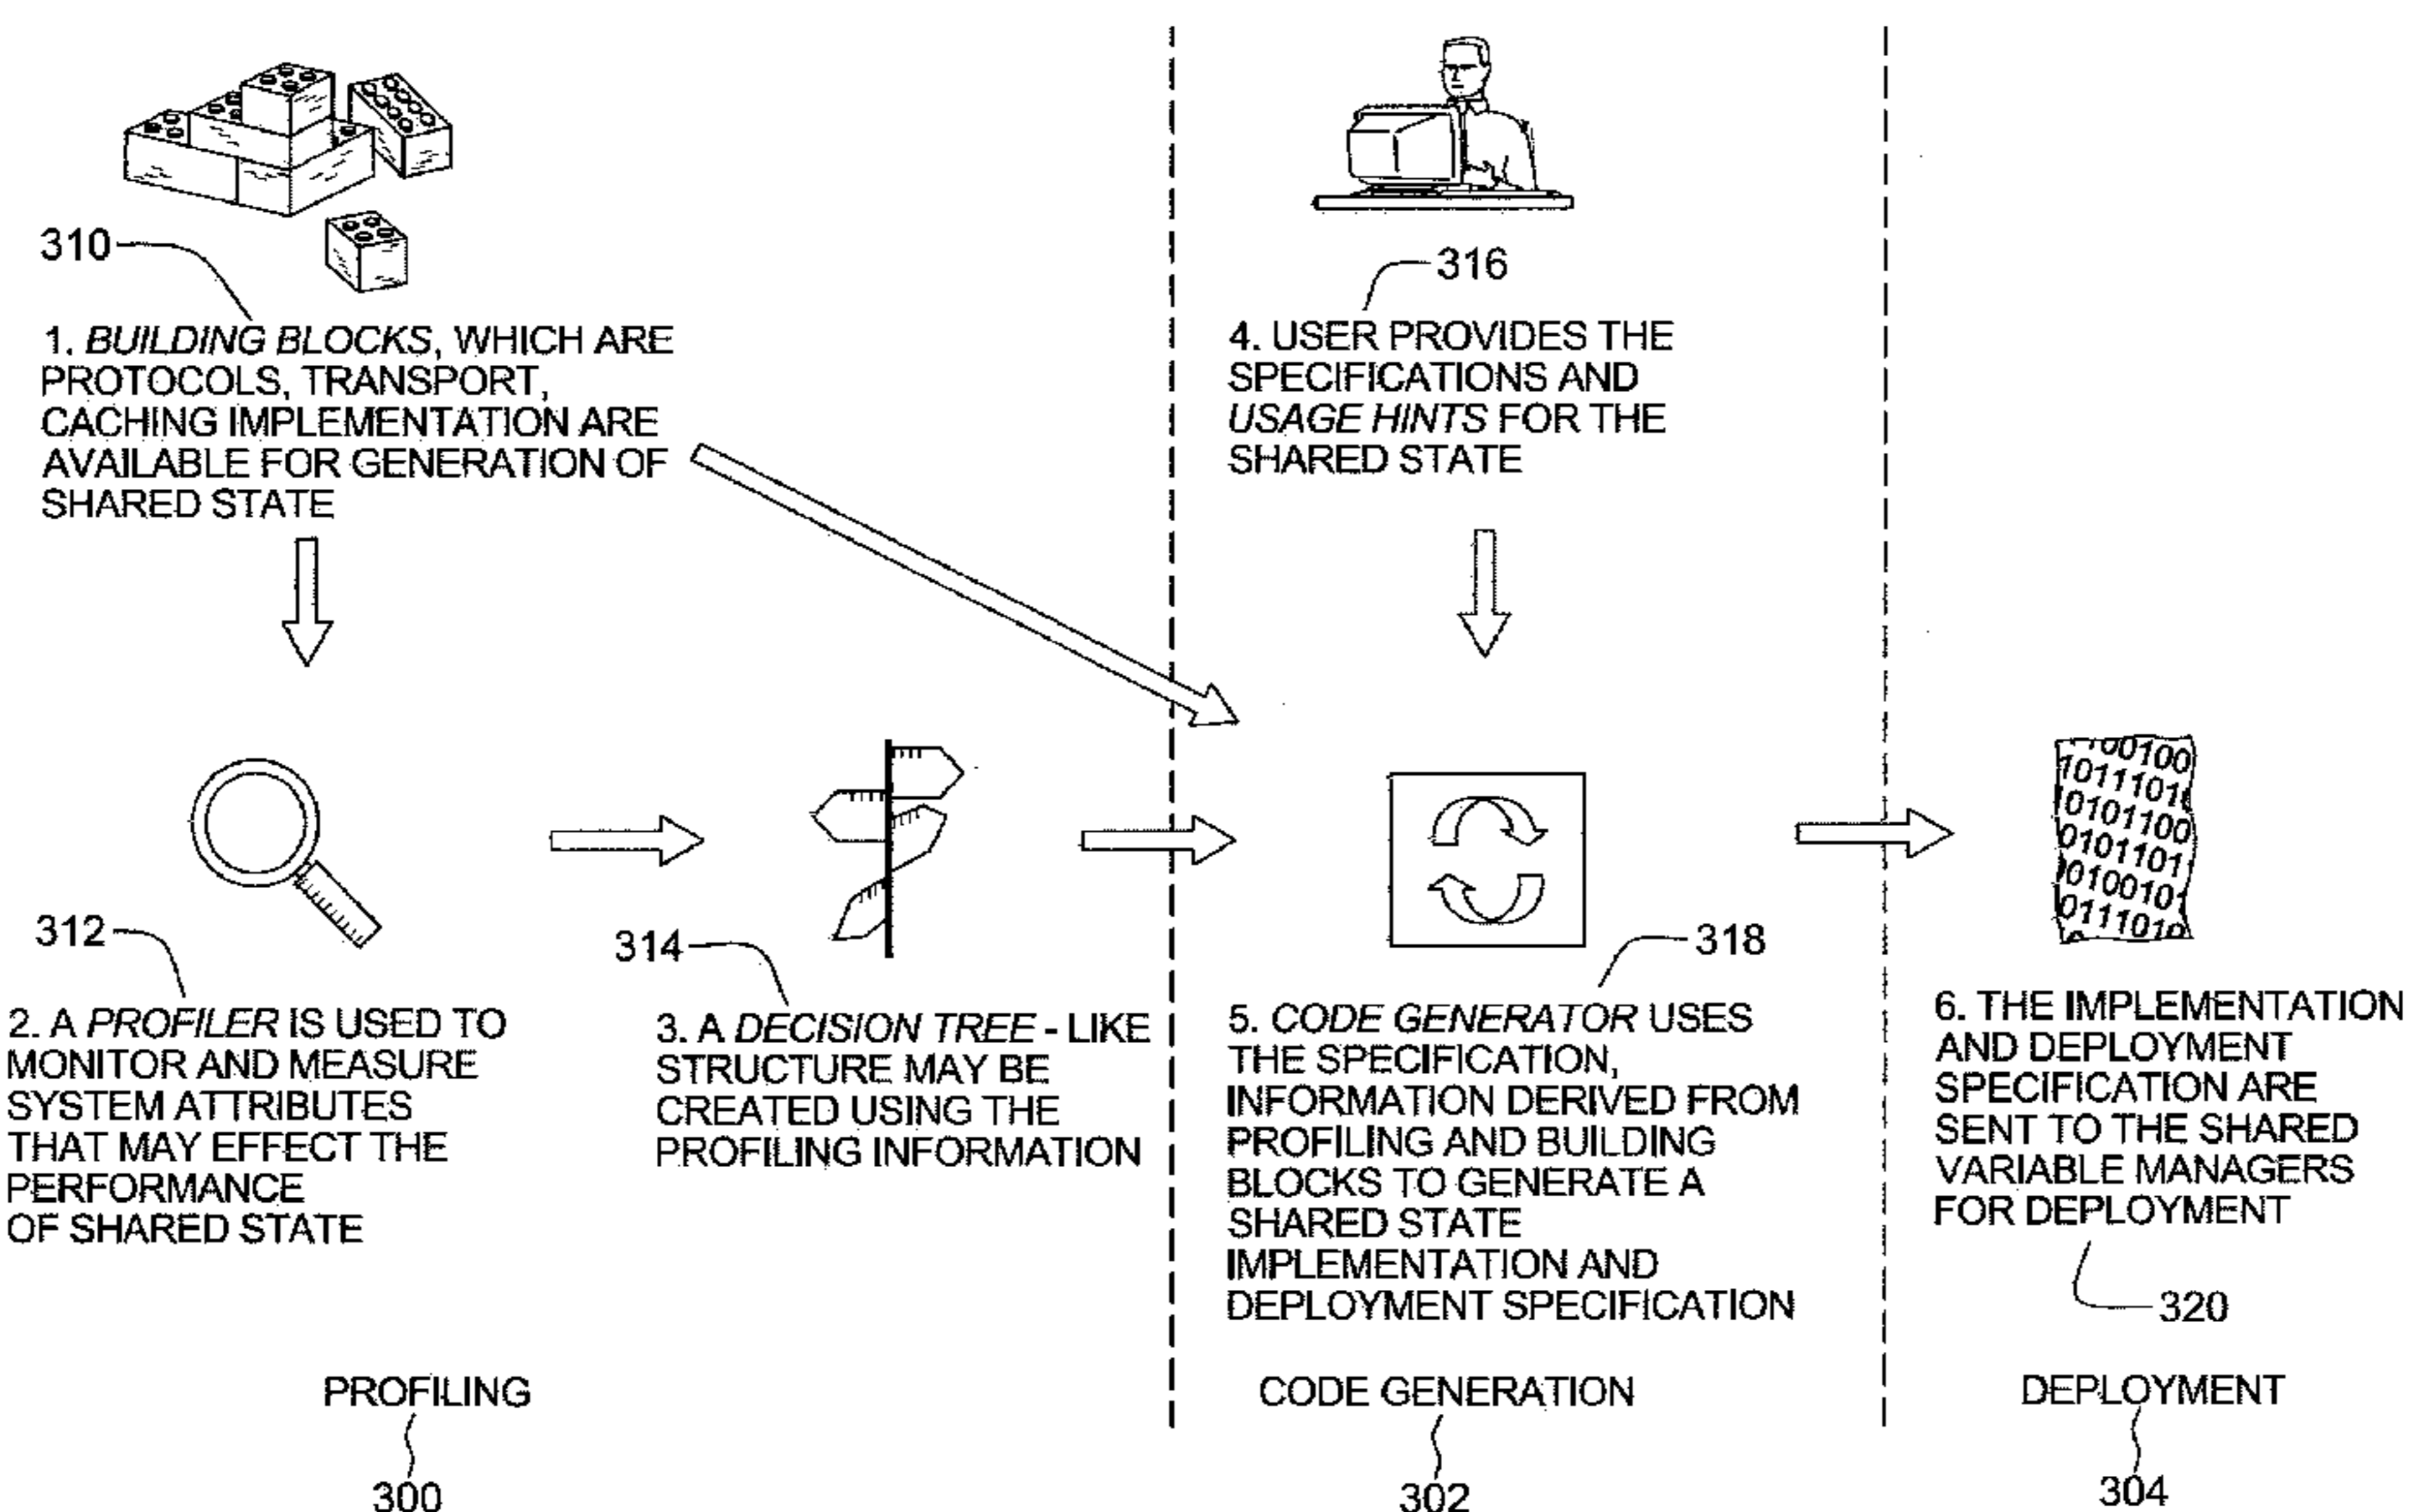 310
1. BUILDING BLOCKS, WHICH ARE
PROTOCOLS, TRANSPORT,
CACHING IMPLEMENTATION ARE
AVAILABLE FOR GENERATION OF
SHARED STATE
312
2. A PROFILER IS USED TO
MONITOR AND MEASURE
SYSTEM ATTRIBUTES
THAT MAY EFFECT THE
PERFORMANCE
OF SHARED STATE
314
3. A DECISION TREE - LIKE
STRUCTURE MAY BE
CREATED USING THE
PROFILING INFORMATION
PROFILING
300
316
4. USER PROVIDES THE
SPECIFICATIONS AND
USAGE HINTS FOR THE
SHARED STATE
318
5. CODE GENERATOR USES
THE SPECIFICATION,
INFORMATION DERIVED FROM
PROFILING AND BUILDING
BLOCKS TO GENERATE A
SHARED STATE
IMPLEMENTATION AND
DEPLOYMENT SPECIFICATION
CODE GENERATION
302
6. THE IMPLEMENTATION
AND DEPLOYMENT
SPECIFICATION ARE
SENT TO THE SHARED
VARIABLE MANAGERS
FOR DEPLOYMENT
320
DEPLOYMENT
304